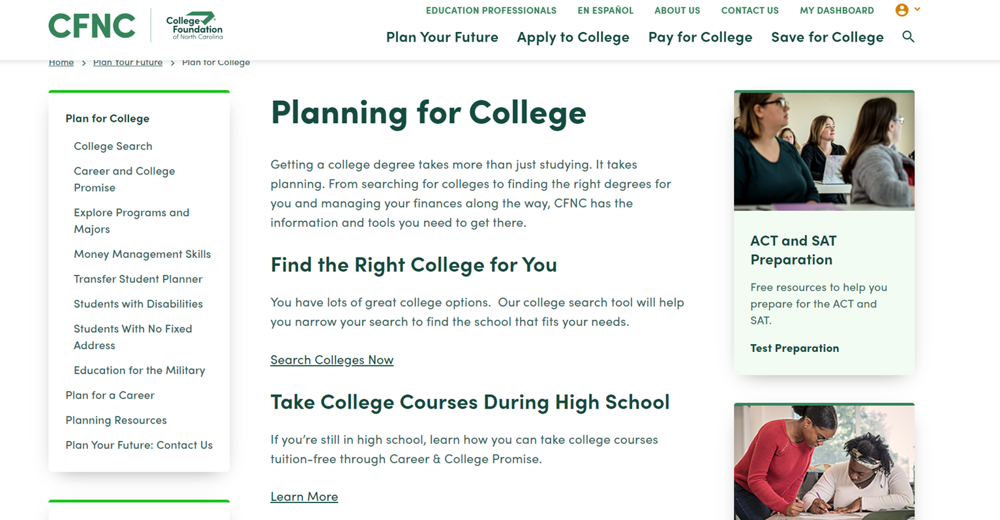 CFNC
College
Foundation
of North Carolina
EDUCATION PROFESSIONALS
EN ESPAÑOL
ABOUT US
CONTACT US
MY DASHBOARD
Plan Your Future
Apply to College
Pay for College
Save for College
Home > Plan Your Future > Plan for College
Plan for College
College Search
Career and College
Promise
Explore Programs and
Majors
Money Management Skills
Transfer Student Planner
Students with Disabilities
Students With No Fixed
Address
Education for the Military
Plan for a Career
Planning Resources
Plan Your Future: Contact Us
Planning for College
Getting a college degree takes more than just studying. It takes
planning. From searching for colleges to finding the right degrees for
you and managing your finances along the way, CFNC has the
information and tools you need to get there.
Find the Right College for You
You have lots of great college options.  Our college search tool will help
you narrow your search to find the school that fits your needs.
Search Colleges Now
Take College Courses During High School
If you’re still in high school, learn how you can take college courses
tuition-free through Career & College Promise.
Learn More
ACT and SAT
Preparation
Free resources to help you
prepare for the ACT and
SAT.
Test Preparation